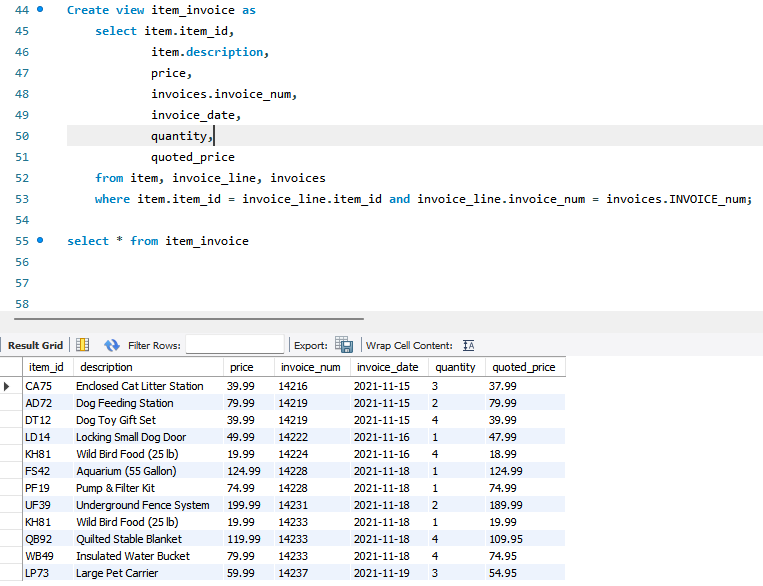 44 Create view item_invoice as
45 select item.item_id,
46 item.description,
47 price,
48 invoices.invoice_num,
49 invoice_date,
50 quantity,
51 quoted_price
52 from item, invoice_line, invoices
53 where item.item_id = invoice_line.item_id and invoice_line.invoice_num = invoices.INVOICE_num;
54
55 select * from item_invoice
56
57
58
Result Grid Filter Rows: Export: Wrap Cell Content: IA
item_id description price invoice_num invoice_date quantity quoted_price
CA75 Enclosed Cat Litter Station 39.99 14216 2021-11-15 3 37.99
AD72 Dog Feeding Station 79.99 14219 2021-11-15 2 79.99
DT12 Dog Toy Gift Set 39.99 14219 2021-11-15 4 39.99
LD14 Locking Small Dog Door 49.99 14222 2021-11-16 1 47.99
KH81 Wild Bird Food (25 lb) 19.99 14224 2021-11-16 4 18.99
FS42 Aquarium (55 Gallon) 124.99 14228 2021-11-18 1 124.99
PF19 Pump & Filter Kit 74.99 14228 2021-11-18 1 74.99
UF39 Underground Fence System 199.99 14231 2021-11-18 2 189.99
KH81 Wild Bird Food (25 lb) 19.99 14233 2021-11-18 1 19.99
QB92 Quilted Stable Blanket 119.99 14233 2021-11-18 4 109.95
WB49 Insulated Water Bucket 79.99 14233 2021-11-18 4 74.95
LP73 Large Pet Carrier 59.99 14237 2021-11-19 3 54.95